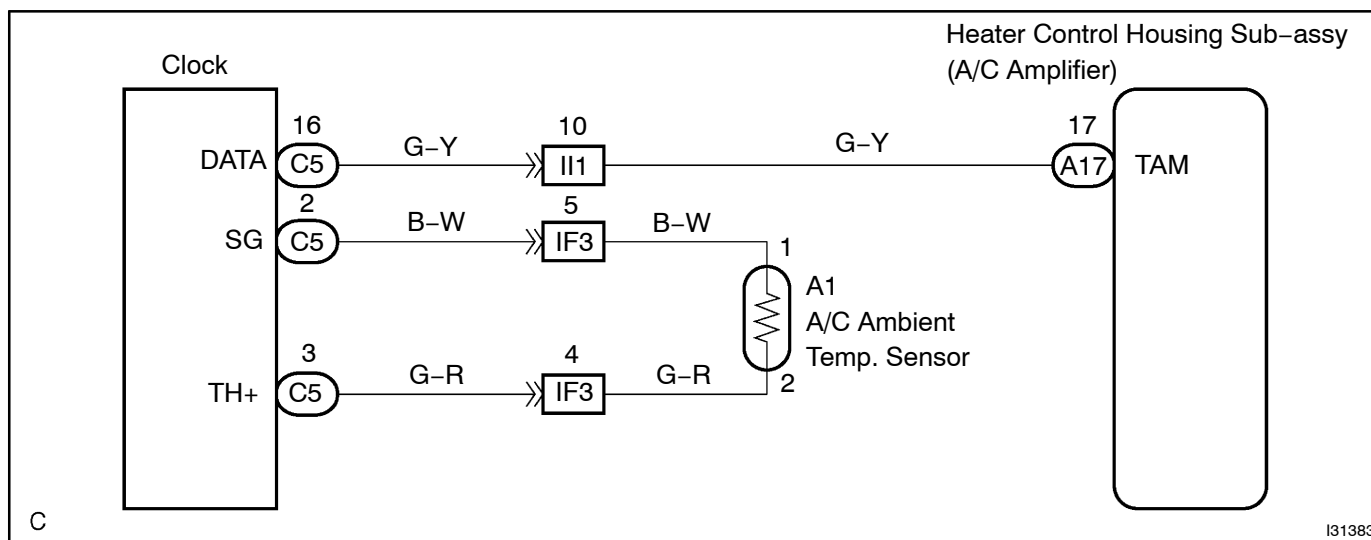 Heater Control Housing Sub−assy
(A/C Amplifier)
Clock
16
10
17
DATA
C5
G−Y
II1
G−Y
A17
TAM
2
5
SG
C5
B−W
IF3
B−W
1
A1
A/C Ambient
Temp. Sensor
3
4
2
TH+
C5
G−R
IF3
G−R
C
I31383